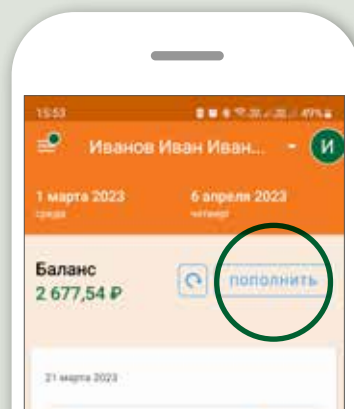 15:53 49%
Иванов Иван Иван... И
1 марта 2023 6 апреля 2023
среда четверг
Баланс
2 677,54 ₽
ПОПОЛНИТЬ
21 марта 2023